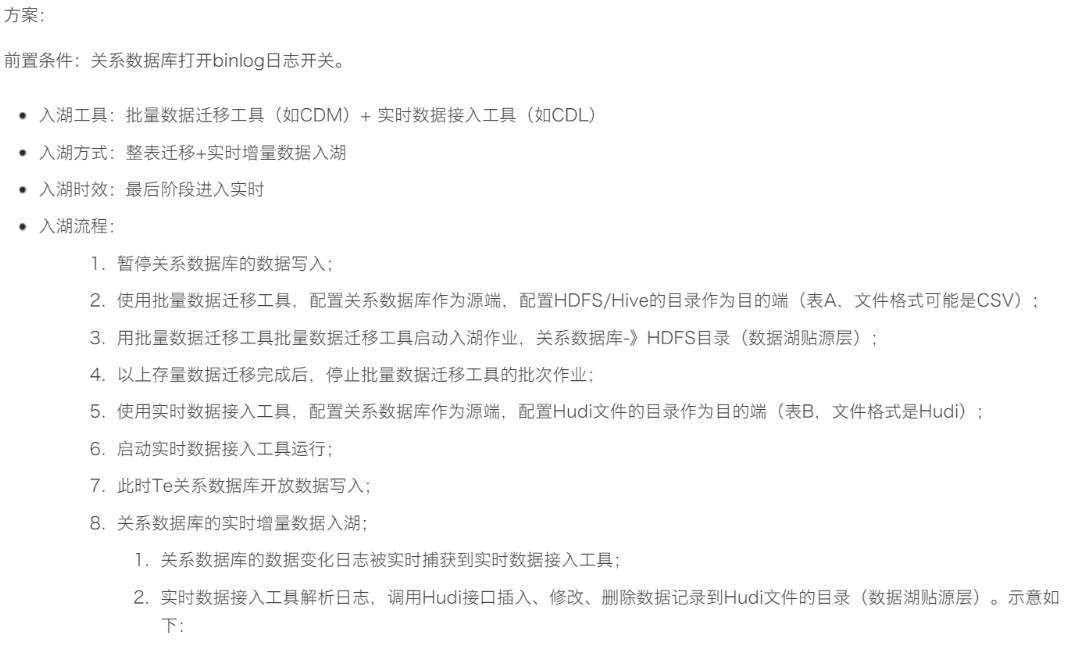 方案：
前置条件：关系数据库打开binlog日志开关。
入湖工具：批量数据迁移工具（如CDM）+ 实时数据接入工具（如CDL）
入湖方式：整表迁移+实时增量数据入湖
入湖时效：最后阶段进入实时
入湖流程：
1. 暂停关系数据库的数据写入；
2. 使用批量数据迁移工具，配置关系数据库作为源端，配置HDFS/Hive的目录作为目的端（表A，文件格式可能是CSV）；
3. 用批量数据迁移工具批量数据迁移工具启动入湖作业，关系数据库-》HDFS目录（数据湖贴源层）；
4. 以上存量数据迁移完成后，停止批量数据迁移工具的批次作业；
5. 使用实时数据接入工具，配置关系数据库作为源端，配置Hudi文件的目录作为目的端（表B，文件格式是Hudi）；
6. 启动实时数据接入工具运行；
7. 此时Te关系数据库开放数据写入；
8. 关系数据库的实时增量数据入湖；
1. 关系数据库的数据变化日志被实时捕获到实时数据接入工具；
2. 实时数据接入工具解析日志，调用Hudi接口插入、修改、删除数据记录到Hudi文件的目录（数据湖贴源层）。示意如
下：